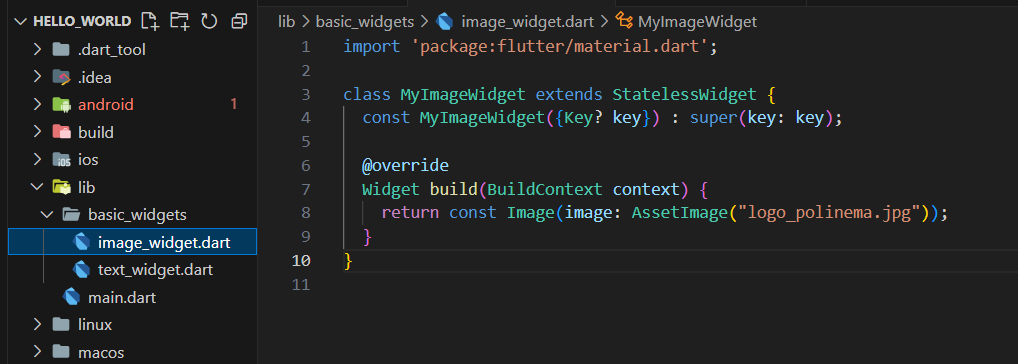 HELLO_WORLD
.dart_tool
.idea
android 1
build
ios
lib
basic_widgets
image_widget.dart
text_widget.dart
main.dart
linux
macos
lib > basic_widgets > image_widget.dart > MyImageWidget
1 import 'package:flutter/material.dart';
2
3 class MyImageWidget extends StatelessWidget {
4 const MyImageWidget({Key? key}) : super(key: key);
5
6 @override
7 Widget build(BuildContext context) {
8 return const Image(image: AssetImage("logo_polinema.jpg"));
9 }
10 }
11